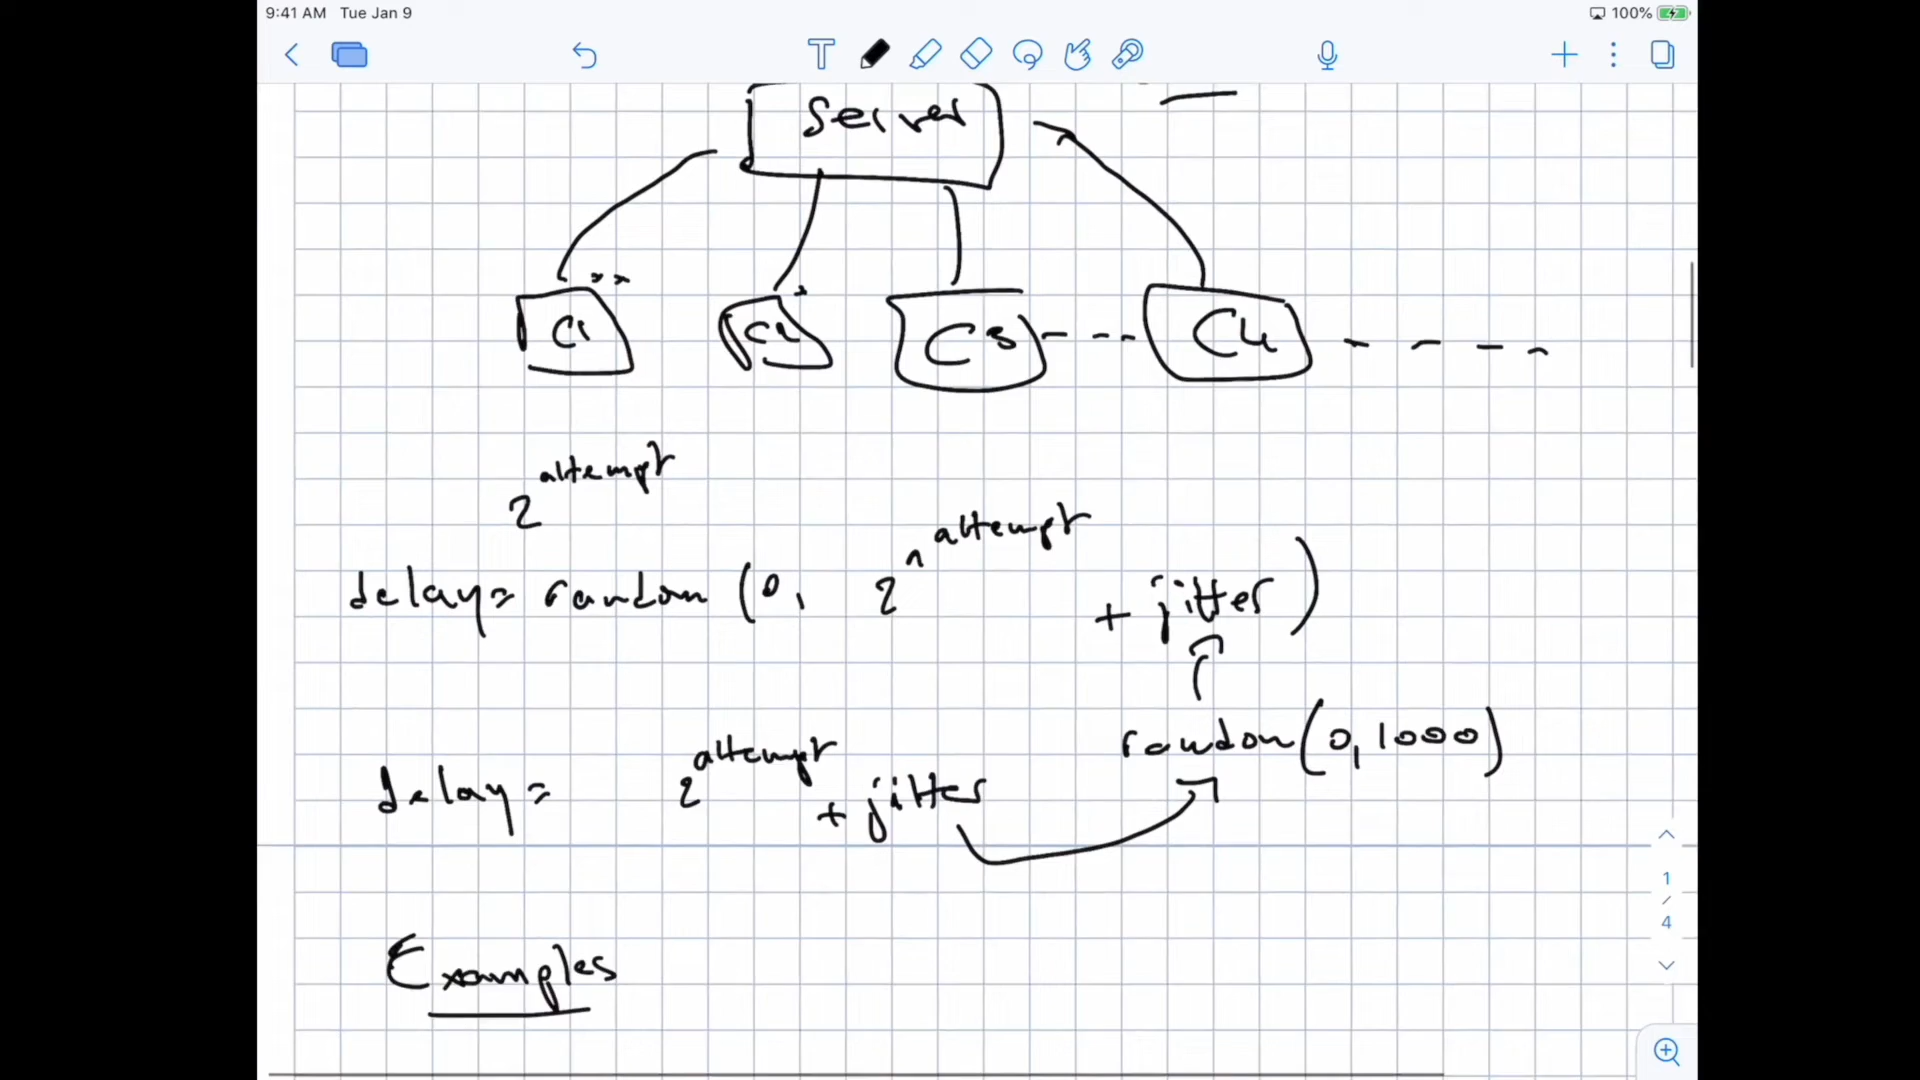 9:41 AM Tue Jan 9 100%
Server
C1 C2 C3 C4
2^attempt
delay = random (0, 2^attempt + jitter)
random(0,1000)
delay = 2^attempt + jitter
1
/
4
Examples